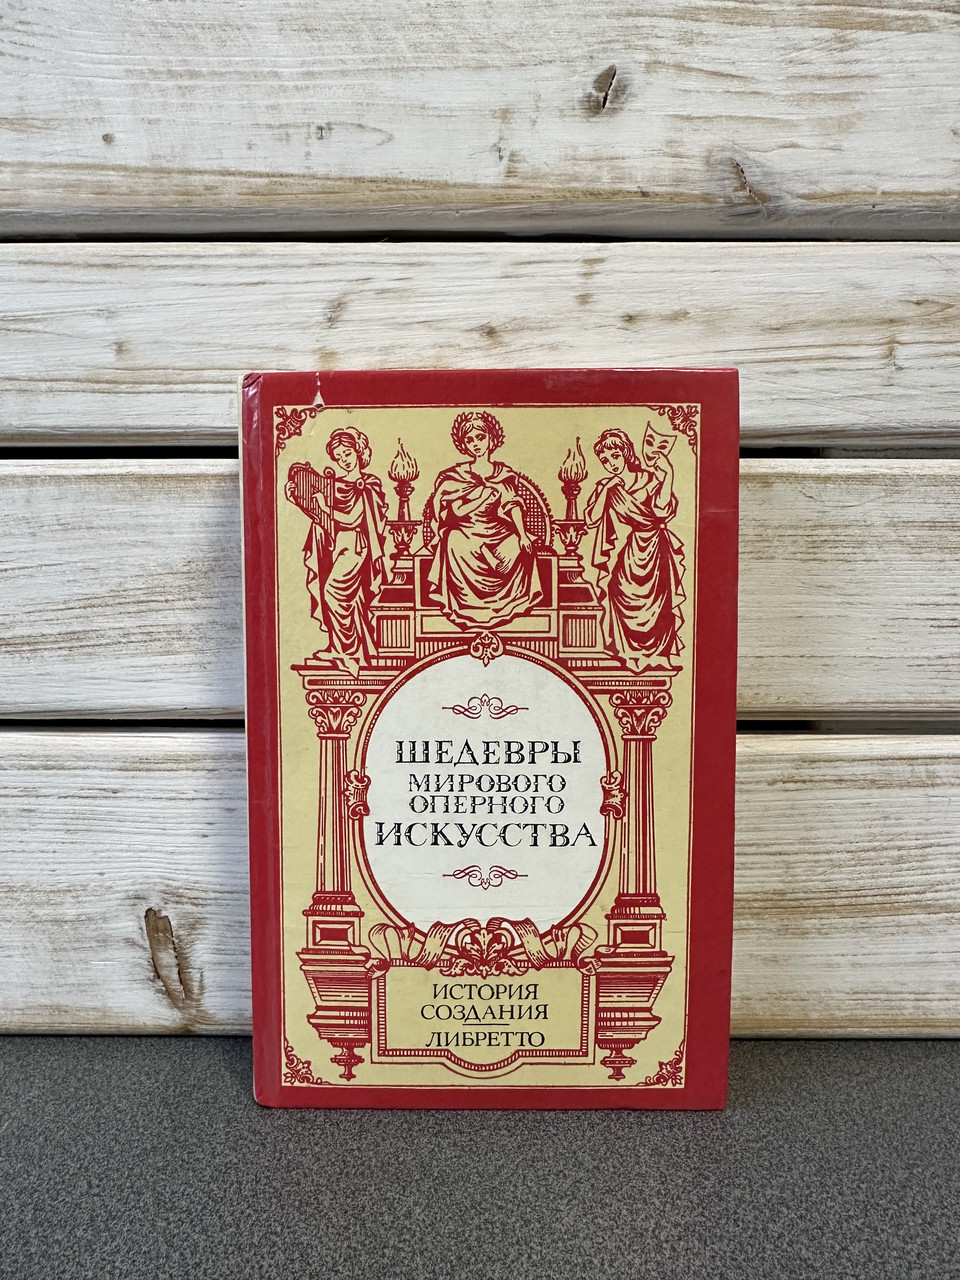 ШЕДЕВРЫ
МИРОВОГО
ОПЕРНОГО
ИСКУССТВА
ИСТОРИЯ
СОЗДАНИЯ
ЛИБРЕТТО